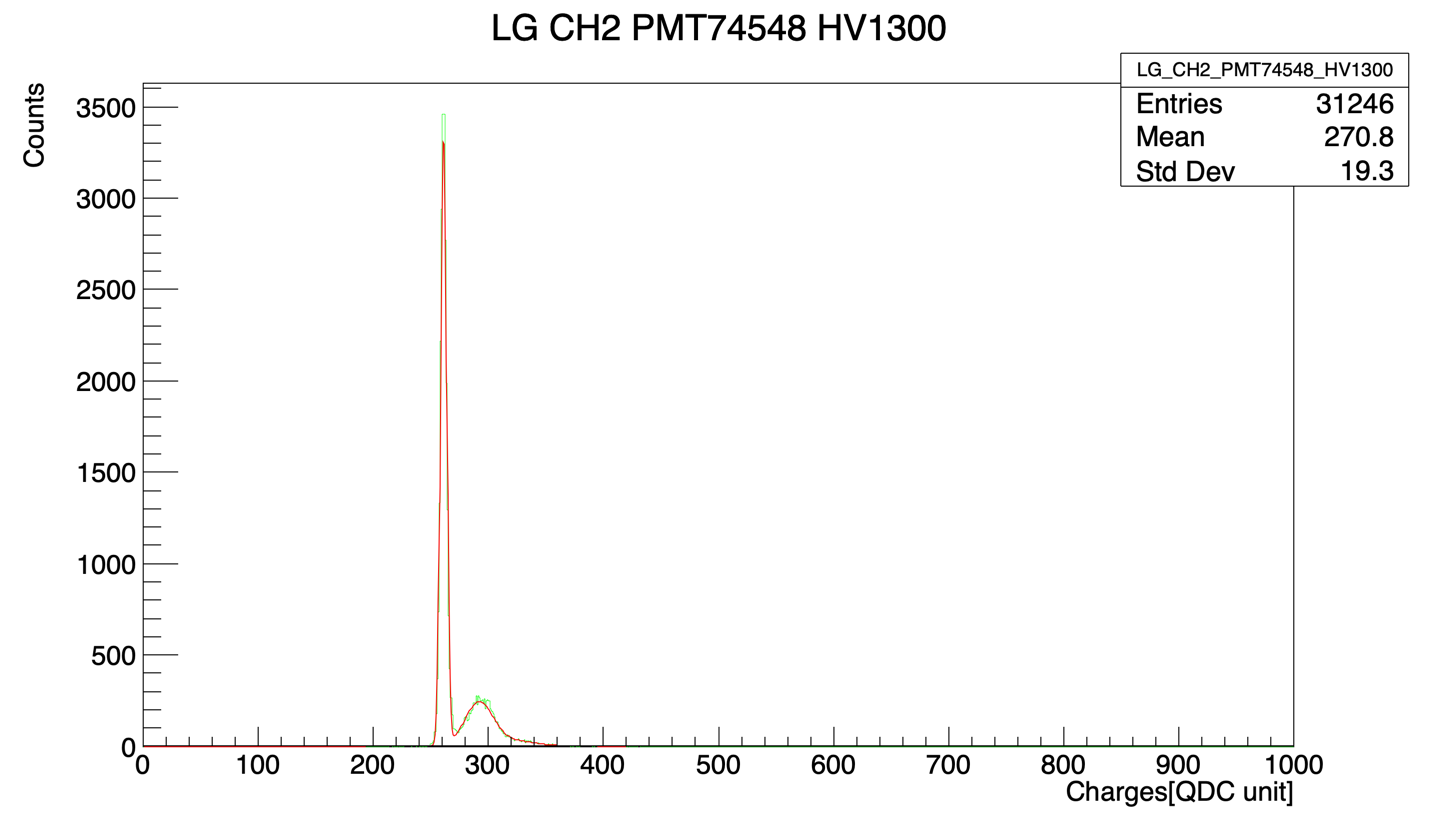 LG CH2 PMT74548 HV1300
LG_CH2_PMT74548_HV1300
Entries 31246
Mean 270.8
Std Dev 19.3
Counts
3500
3000
2500
2000
1500
1000
500
0
0 100 200 300 400 500 600 700 800 900 1000
Charges[QDC unit]